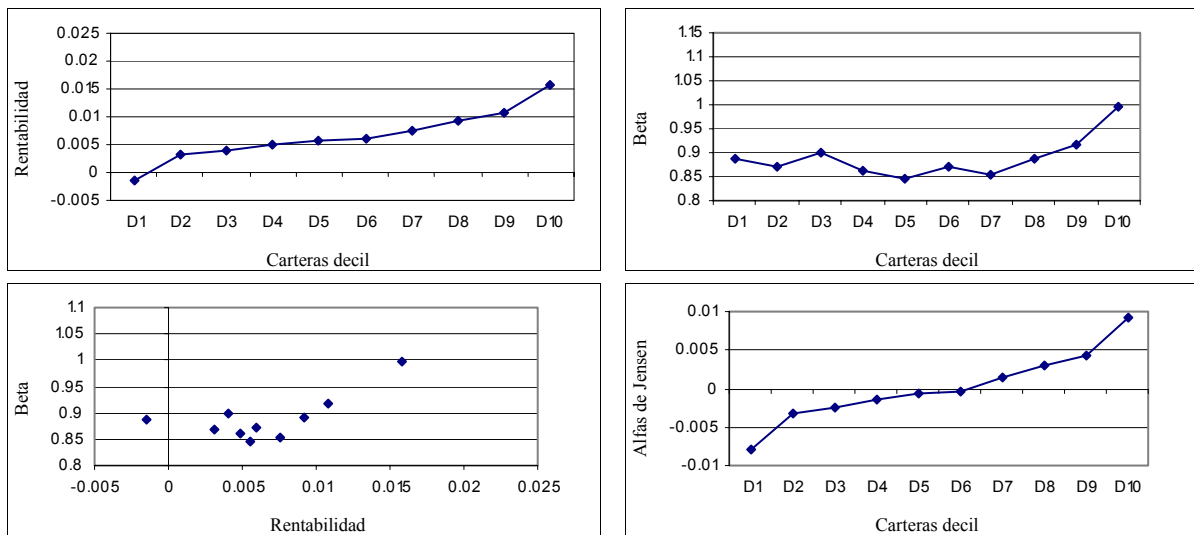 Rentabilidad
0.025
0.02
0.015
0.01
0.005
0
-0.005
D1 D2 D3 D4 D5 D6 D7 D8 D9 D10
Carteras decil
Beta
1.15
1.1
1.05
1
0.95
0.9
0.85
0.8
D1 D2 D3 D4 D5 D6 D7 D8 D9 D10
Carteras decil
Beta
1.1
1.05
1
0.95
0.9
0.85
0.8
-0.005 0 0.005 0.01 0.015 0.02 0.025
Rentabilidad
Alfas de Jensen
0.01
0.005
0
-0.005
-0.01
D1 D2 D3 D4 D5 D6 D7 D8 D9 D10
Carteras decil